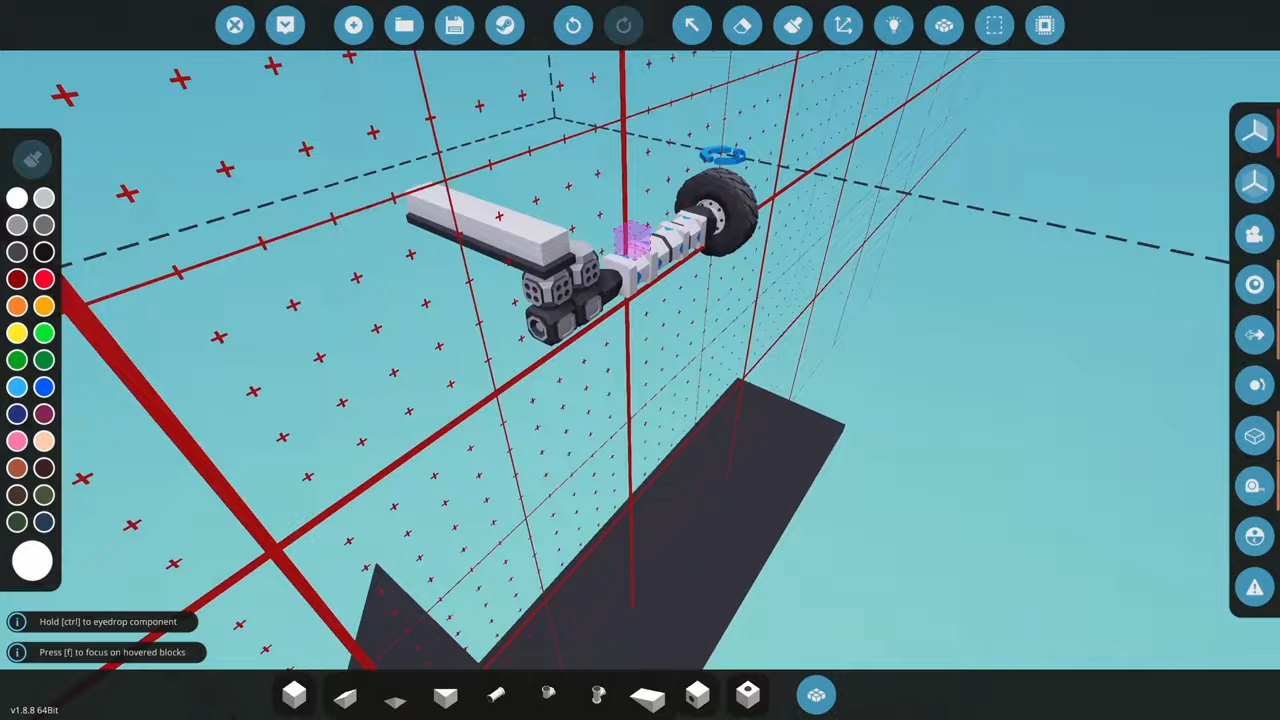 Hold [ctrl] to eyedrop component
Press [f] to focus on hovered blocks
v1.8.8 64Bit